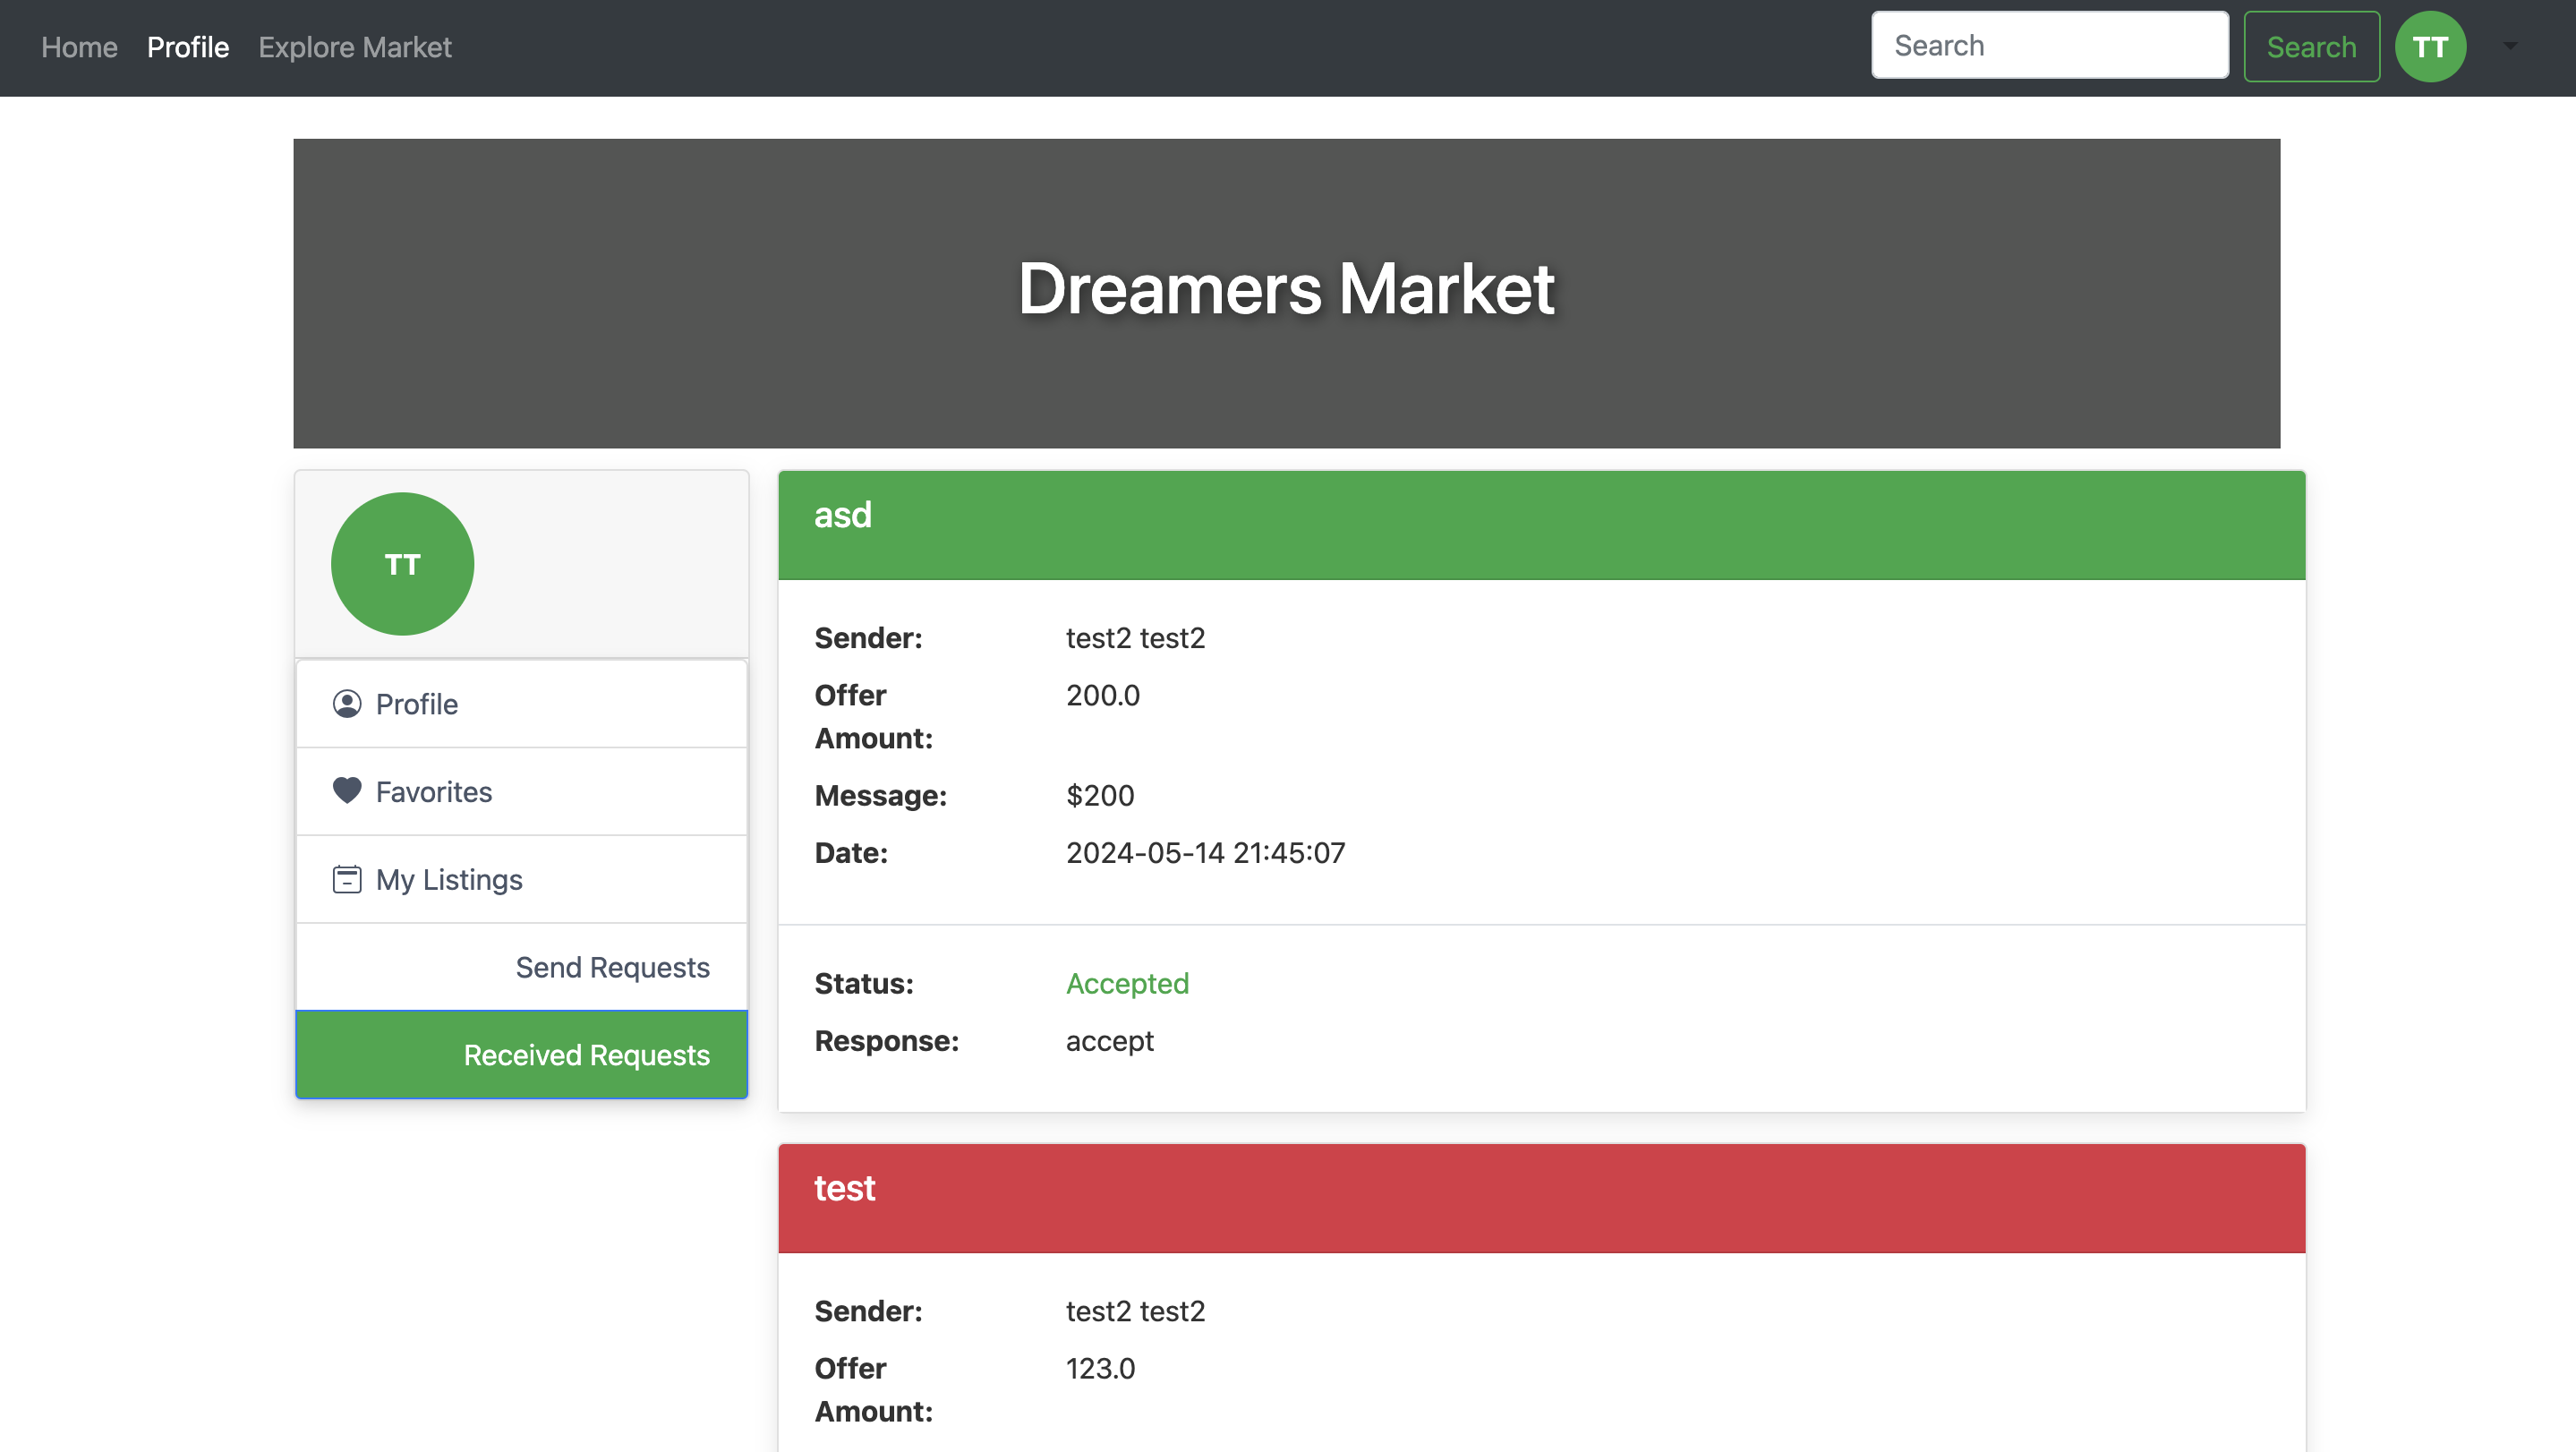 Home Profile Explore Market Search Search TT
Dreamers Market
TT
Profile
Favorites
My Listings
Send Requests
Received Requests
asd
Sender: test2 test2
Offer Amount: 200.0
Message: $200
Date: 2024-05-14 21:45:07
Status: Accepted
Response: accept
test
Sender: test2 test2
Offer Amount: 123.0